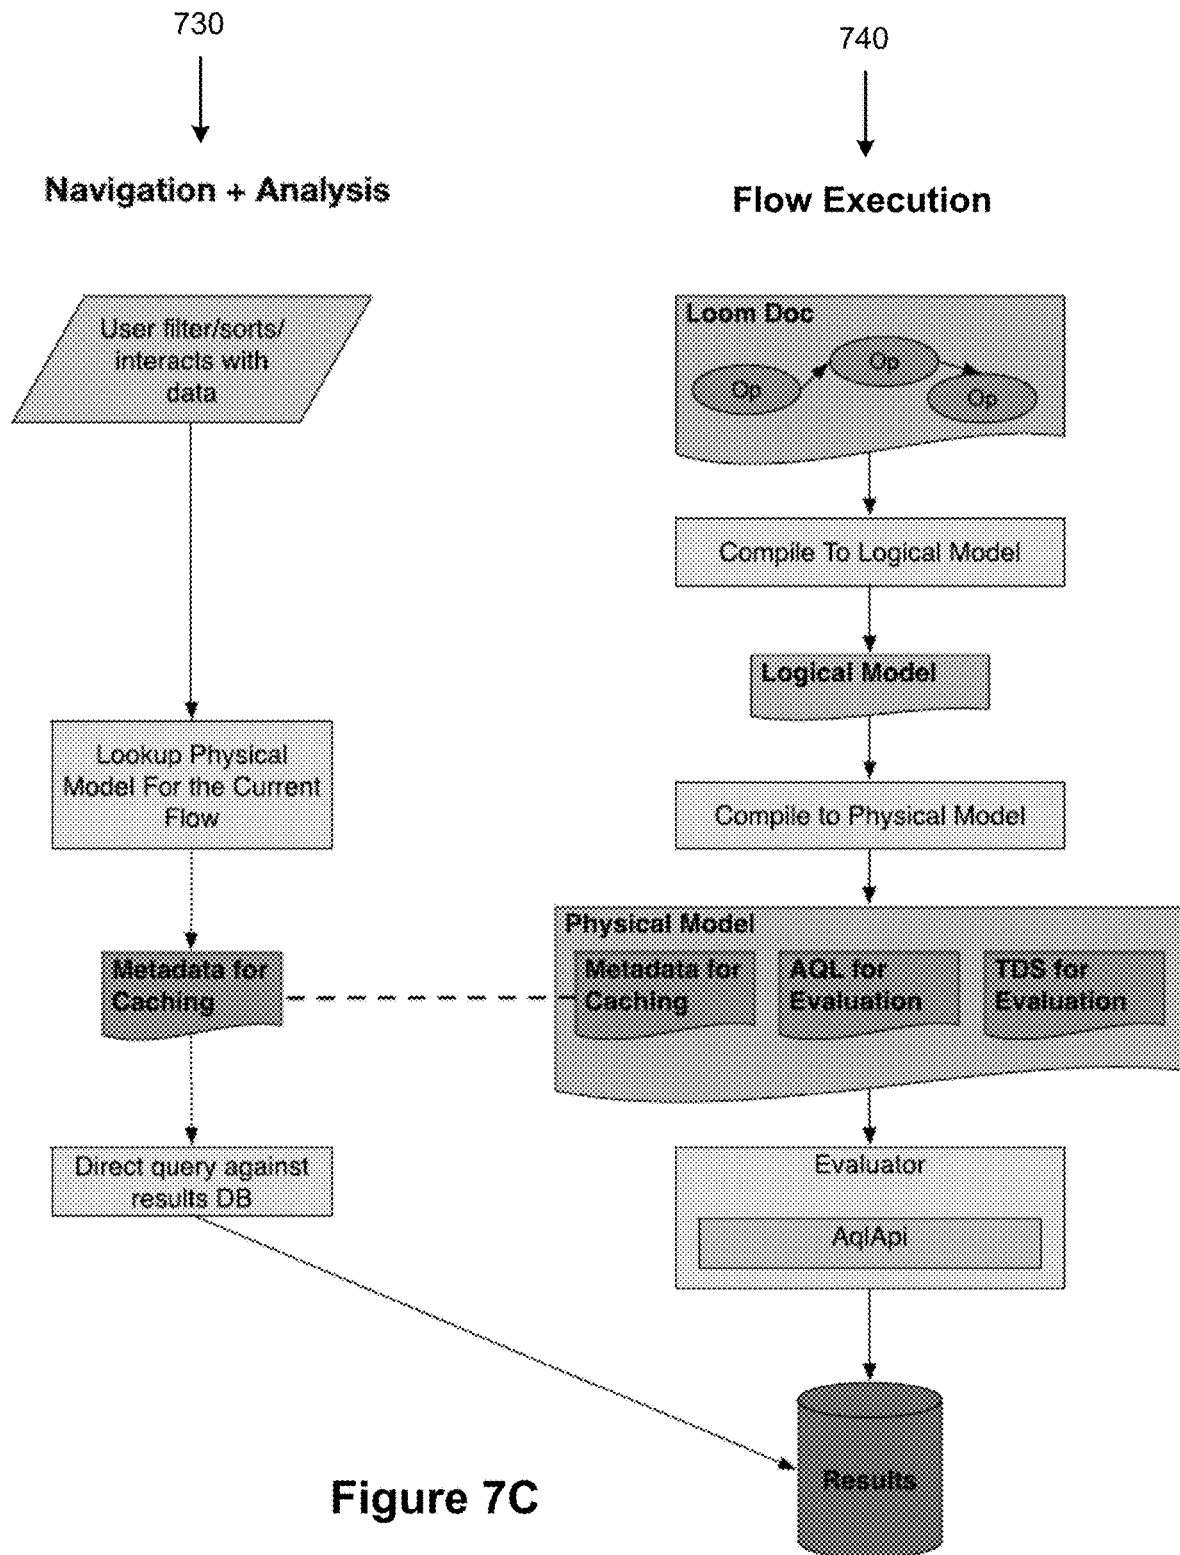 730
740
Navigation + Analysis
Flow Execution
User filter/sorts/
interacts with
data
Loom Doc
Op
Op
Op
Compile To Logical Model
Logical Model
Lookup Physical
Model For the Current
Flow
Compile to Physical Model
Physical Model
Metadata for
Caching
Metadata for
Caching
AQL for
Evaluation
TDS for
Evaluation
Direct query against
results DB
Evaluator
AqlApi
Results
Figure 7C